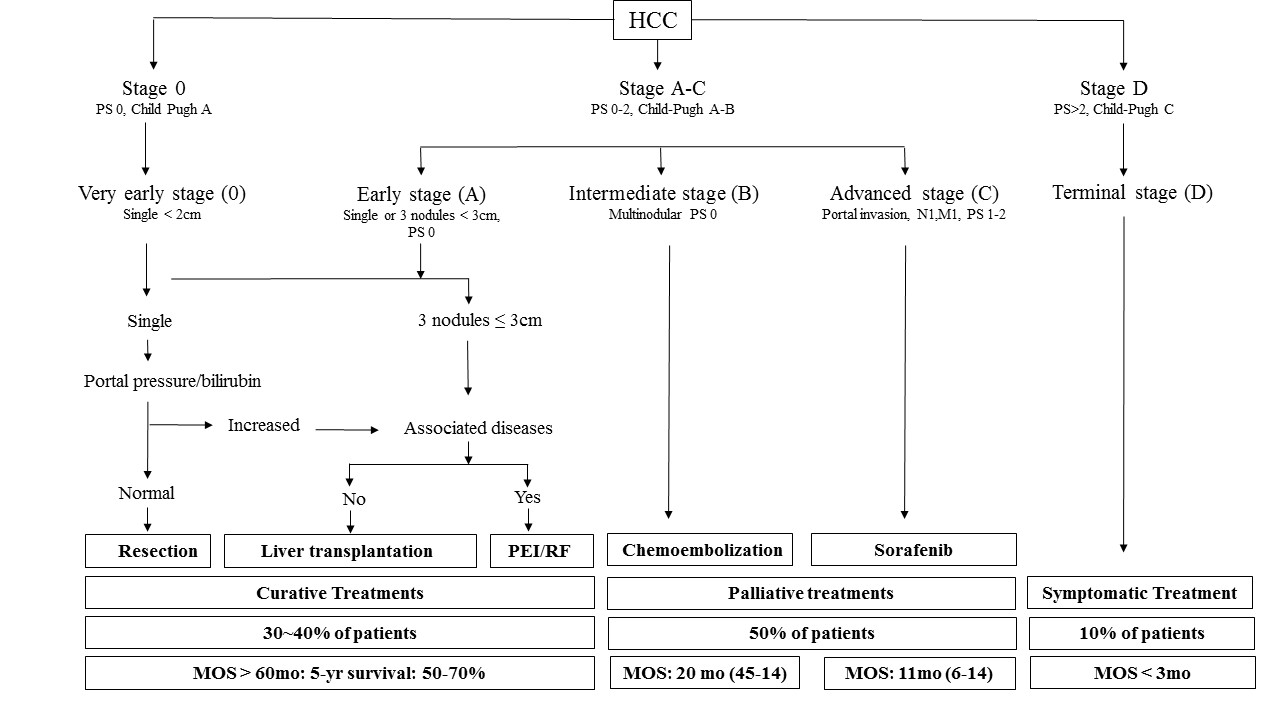 HCC
Stage 0
PS 0, Child Pugh A
Stage A-C
PS 0-2, Child-Pugh A-B
Stage D
PS>2, Child-Pugh C
Very early stage (0)
Single < 2cm
Early stage (A)
Single or 3 nodules < 3cm,
PS 0
Intermediate stage (B)
Multinodular PS 0
Advanced stage (C)
Portal invasion, N1,M1, PS 1-2
Terminal stage (D)
Single
3 nodules ≤ 3cm
Portal pressure/bilirubin
Increased
Associated diseases
Normal
No
Yes
Resection
Liver transplantation
PEI/RF
Chemoembolization
Sorafenib
Curative Treatments
Palliative treatments
Symptomatic Treatment
30~40% of patients
50% of patients
10% of patients
MOS > 60mo: 5-yr survival: 50-70%
MOS: 20 mo (45-14)
MOS: 11mo (6-14)
MOS < 3mo